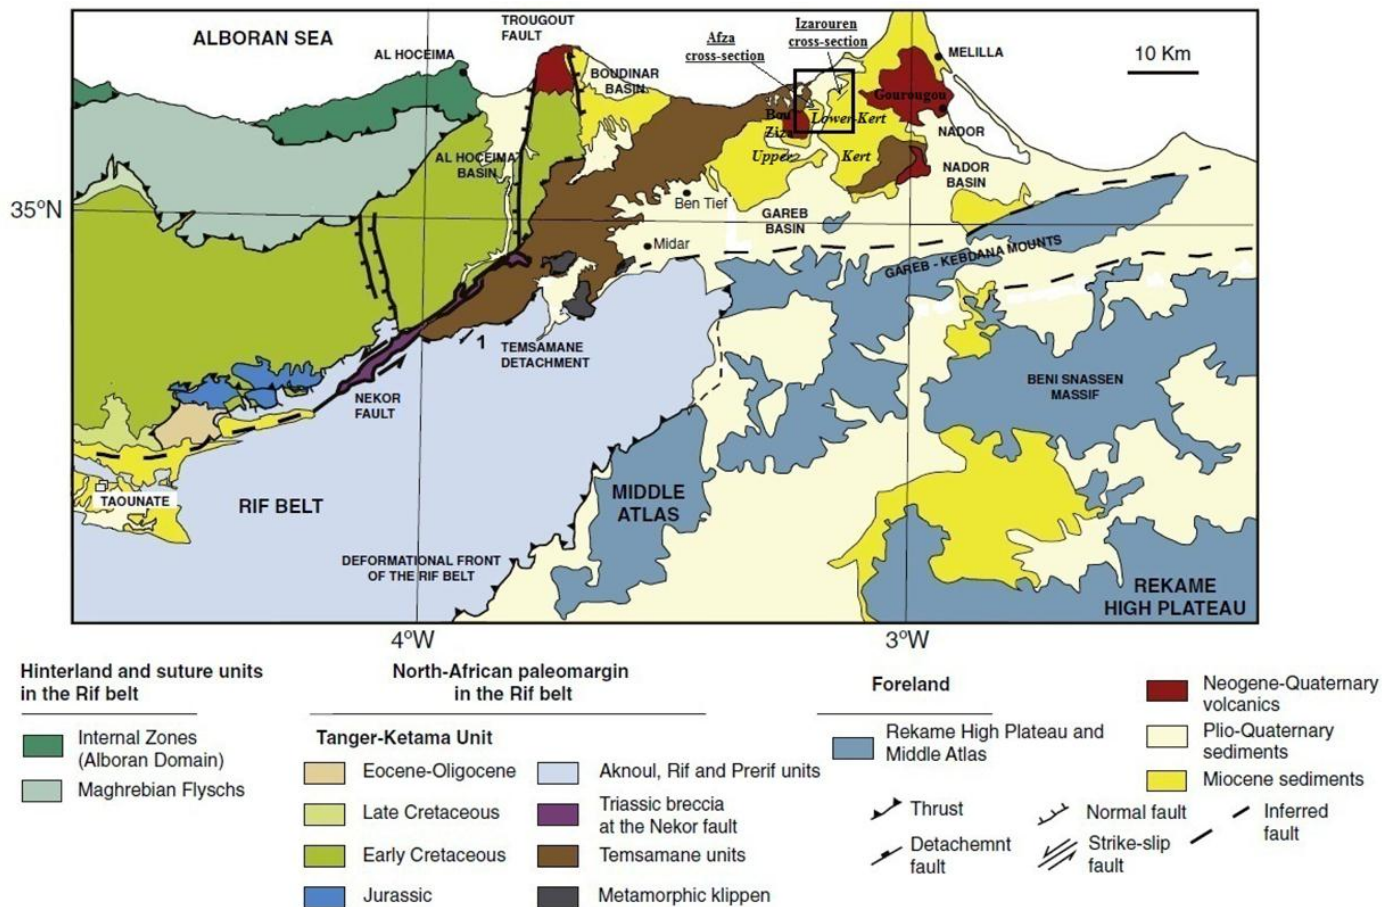 ALBORAN SEA
TROUGOUT
FAULT
AL HOCEIMA
BOUDINAR
BASIN
Afza
cross-section
Izarouren
cross-section
MELILLA
10 Km
Gourougou
Bou
Ziza
Lower-Kert
NADOR
AL HOCEIMA
BASIN
Upper
Kert
NADOR
BASIN
35°N
Ben Tief
GAREB
BASIN
Midar
GAREB - KEBDANA MOUNTS
1
TEMSAMANE
DETACHMENT
NEKOR
FAULT
BENI SNASSEN
MASSIF
TAOUNATE
RIF BELT
MIDDLE
ATLAS
DEFORMATIONAL FRONT
OF THE RIF BELT
REKAME
HIGH PLATEAU
4°W
3°W
Hinterland and suture units
in the Rif belt
Internal Zones
(Alboran Domain)
Maghrebian Flyschs
North-African paleomargin
in the Rif belt
Tanger-Ketama Unit
Eocene-Oligocene
Late Cretaceous
Early Cretaceous
Jurassic
Aknoul, Rif and Prerif units
Triassic breccia
at the Nekor fault
Temsamane units
Metamorphic klippen
Foreland
Rekame High Plateau and
Middle Atlas
Neogene-Quaternary
volcanics
Plio-Quaternary
sediments
Miocene sediments
Thrust
Normal fault
Inferred
fault
Detachemnt
fault
Strike-slip
fault